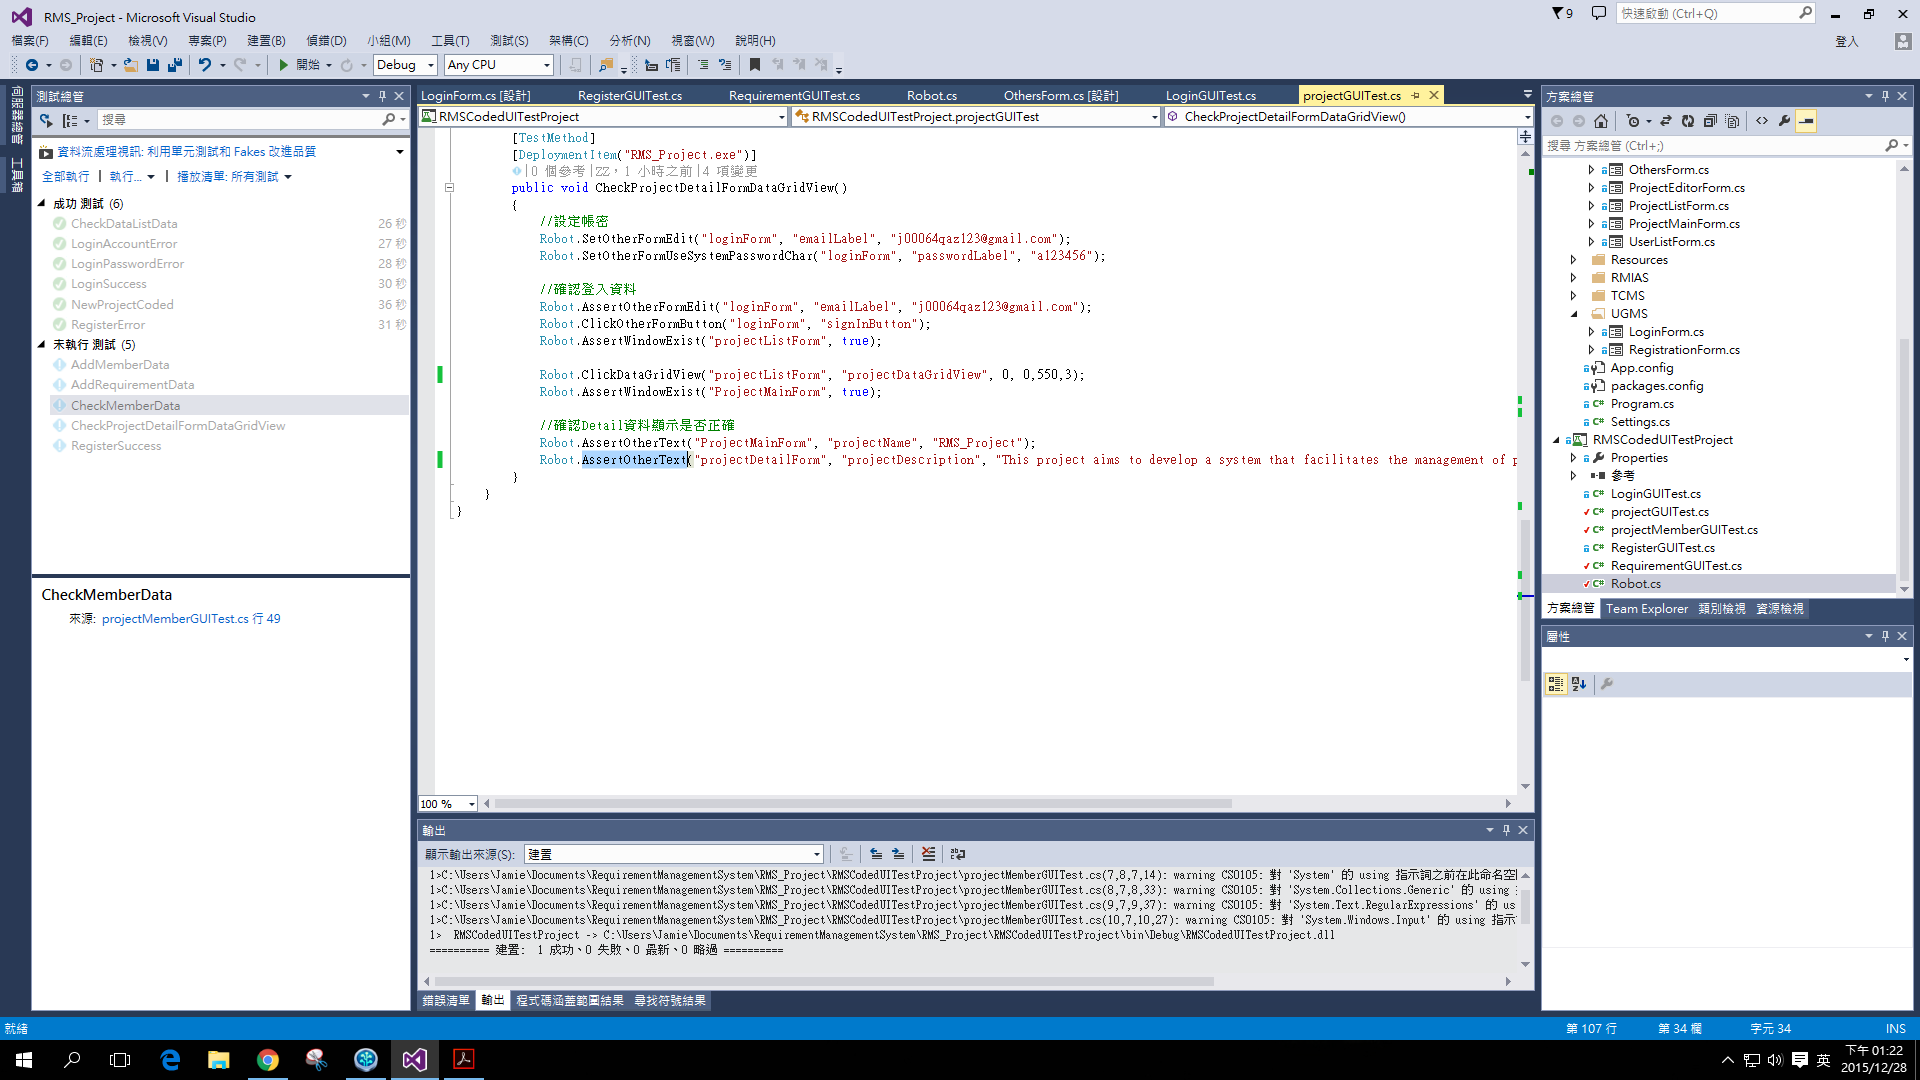 RMS_Project - Microsoft Visual Studio
9
快速啟動 (Ctrl+Q)
檔案(F) 編輯(E) 檢視(V) 專案(P) 建置(B) 偵錯(D) 小組(M) 工具(T) 測試(S) 架構(C) 分析(N) 視窗(W) 說明(H)
登入
開始 Debug Any CPU
伺服器總管
工具箱
測試總管
搜尋
資料流處理視訊: 利用單元測試和 Fakes 改進品質
全部執行 | 執行... | 播放清單: 所有測試
成功 測試 (6)
CheckDataListData 26 秒
LoginAccountError 27 秒
LoginPasswordError 28 秒
LoginSuccess 30 秒
NewProjectCoded 36 秒
RegisterError 31 秒
未執行 測試 (5)
AddMemberData
AddRequirementData
CheckMemberData
CheckProjectDetailFormDataGridView
RegisterSuccess
CheckMemberData
來源: projectMemberGUITest.cs 行 49
LoginForm.cs [設計] RegisterGUITest.cs RequirementGUITest.cs Robot.cs OthersForm.cs [設計] LoginGUITest.cs projectGUITest.cs
RMSCodedUITestProject RMSCodedUITestProject.projectGUITest CheckProjectDetailFormDataGridView()
[TestMethod]
[DeploymentItem("RMS_Project.exe")]
|0 個參考|ZZ，1 小時之前|4 項變更
public void CheckProjectDetailFormDataGridView()
{
//設定帳密
Robot.SetOtherFormEdit("loginForm", "emailLabel", "j00064qaz123@gmail.com");
Robot.SetOtherFormUseSystemPasswordChar("loginForm", "passwordLabel", "a123456");
//確認登入資料
Robot.AssertOtherFormEdit("loginForm", "emailLabel", "j00064qaz123@gmail.com");
Robot.ClickOtherFormButton("loginForm", "signInButton");
Robot.AssertWindowExist("projectListForm", true);
Robot.ClickDataGridView("projectListForm", "projectDataGridView", 0, 0,550,3);
Robot.AssertWindowExist("ProjectMainForm", true);
//確認Detail資料顯示是否正確
Robot.AssertOtherText("ProjectMainForm", "projectName", "RMS_Project");
Robot.AssertOtherText("projectDetailForm", "projectDescription", "This project aims to develop a system that facilitates the management of p
}
}
}
100 %
輸出
顯示輸出來源(S): 建置
1>C:\Users\Jamie\Documents\RequirementManagementSystem\RMS_Project\RMSCodedUITestProject\projectMemberGUITest.cs(7,8,7,14): warning CS0105: 對 'System' 的 using 指示詞之前在此命名空
1>C:\Users\Jamie\Documents\RequirementManagementSystem\RMS_Project\RMSCodedUITestProject\projectMemberGUITest.cs(8,7,8,33): warning CS0105: 對 'System.Collections.Generic' 的 using
1>C:\Users\Jamie\Documents\RequirementManagementSystem\RMS_Project\RMSCodedUITestProject\projectMemberGUITest.cs(9,7,9,37): warning CS0105: 對 'System.Text.RegularExpressions' 的 us
1>C:\Users\Jamie\Documents\RequirementManagementSystem\RMS_Project\RMSCodedUITestProject\projectMemberGUITest.cs(10,7,10,27): warning CS0105: 對 'System.Windows.Input' 的 using 指示
1> RMSCodedUITestProject -> C:\Users\Jamie\Documents\RequirementManagementSystem\RMS_Project\RMSCodedUITestProject\bin\Debug\RMSCodedUITestProject.dll
========== 建置: 1 成功、0 失敗、0 最新、0 略過 ==========
錯誤清單 輸出 程式碼涵蓋範圍結果 尋找符號結果
方案總管
搜尋 方案總管 (Ctrl+;)
OthersForm.cs
ProjectEditorForm.cs
ProjectListForm.cs
ProjectMainForm.cs
UserListForm.cs
Resources
RMIAS
TCMS
UGMS
LoginForm.cs
RegistrationForm.cs
App.config
packages.config
Program.cs
Settings.cs
RMSCodedUITestProject
Properties
參考
LoginGUITest.cs
projectGUITest.cs
projectMemberGUITest.cs
RegisterGUITest.cs
RequirementGUITest.cs
Robot.cs
方案總管 Team Explorer 類別檢視 資源檢視
屬性
就緒 第 107 行 第 34 欄 字元 34 INS
英
下午 01:22
2015/12/28